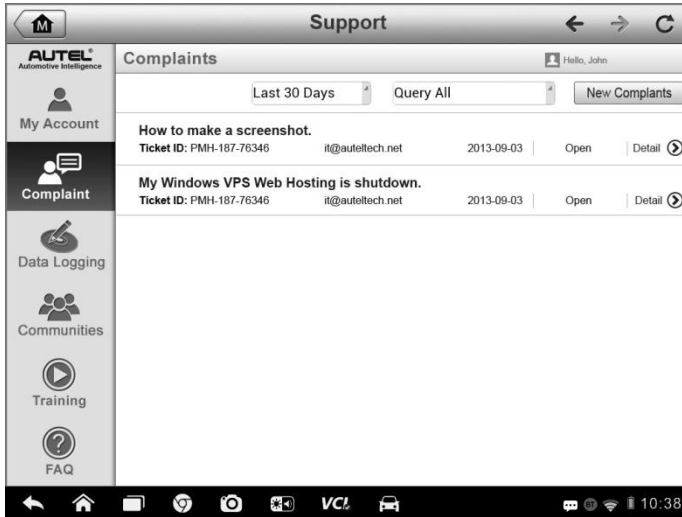 M
Support
AUTEL®
Automotive Intelligence
Complaints
Hello, John
Last 30 Days
Query All
New Complants
My Account
How to make a screenshot.
Ticket ID: PMH-187-76346 it@auteltech.net 2013-09-03 Open Detail
Complaint
My Windows VPS Web Hosting is shutdown.
Ticket ID: PMH-187-76346 it@auteltech.net 2013-09-03 Open Detail
Data Logging
Communities
Training
?
FAQ
VCI 10:38